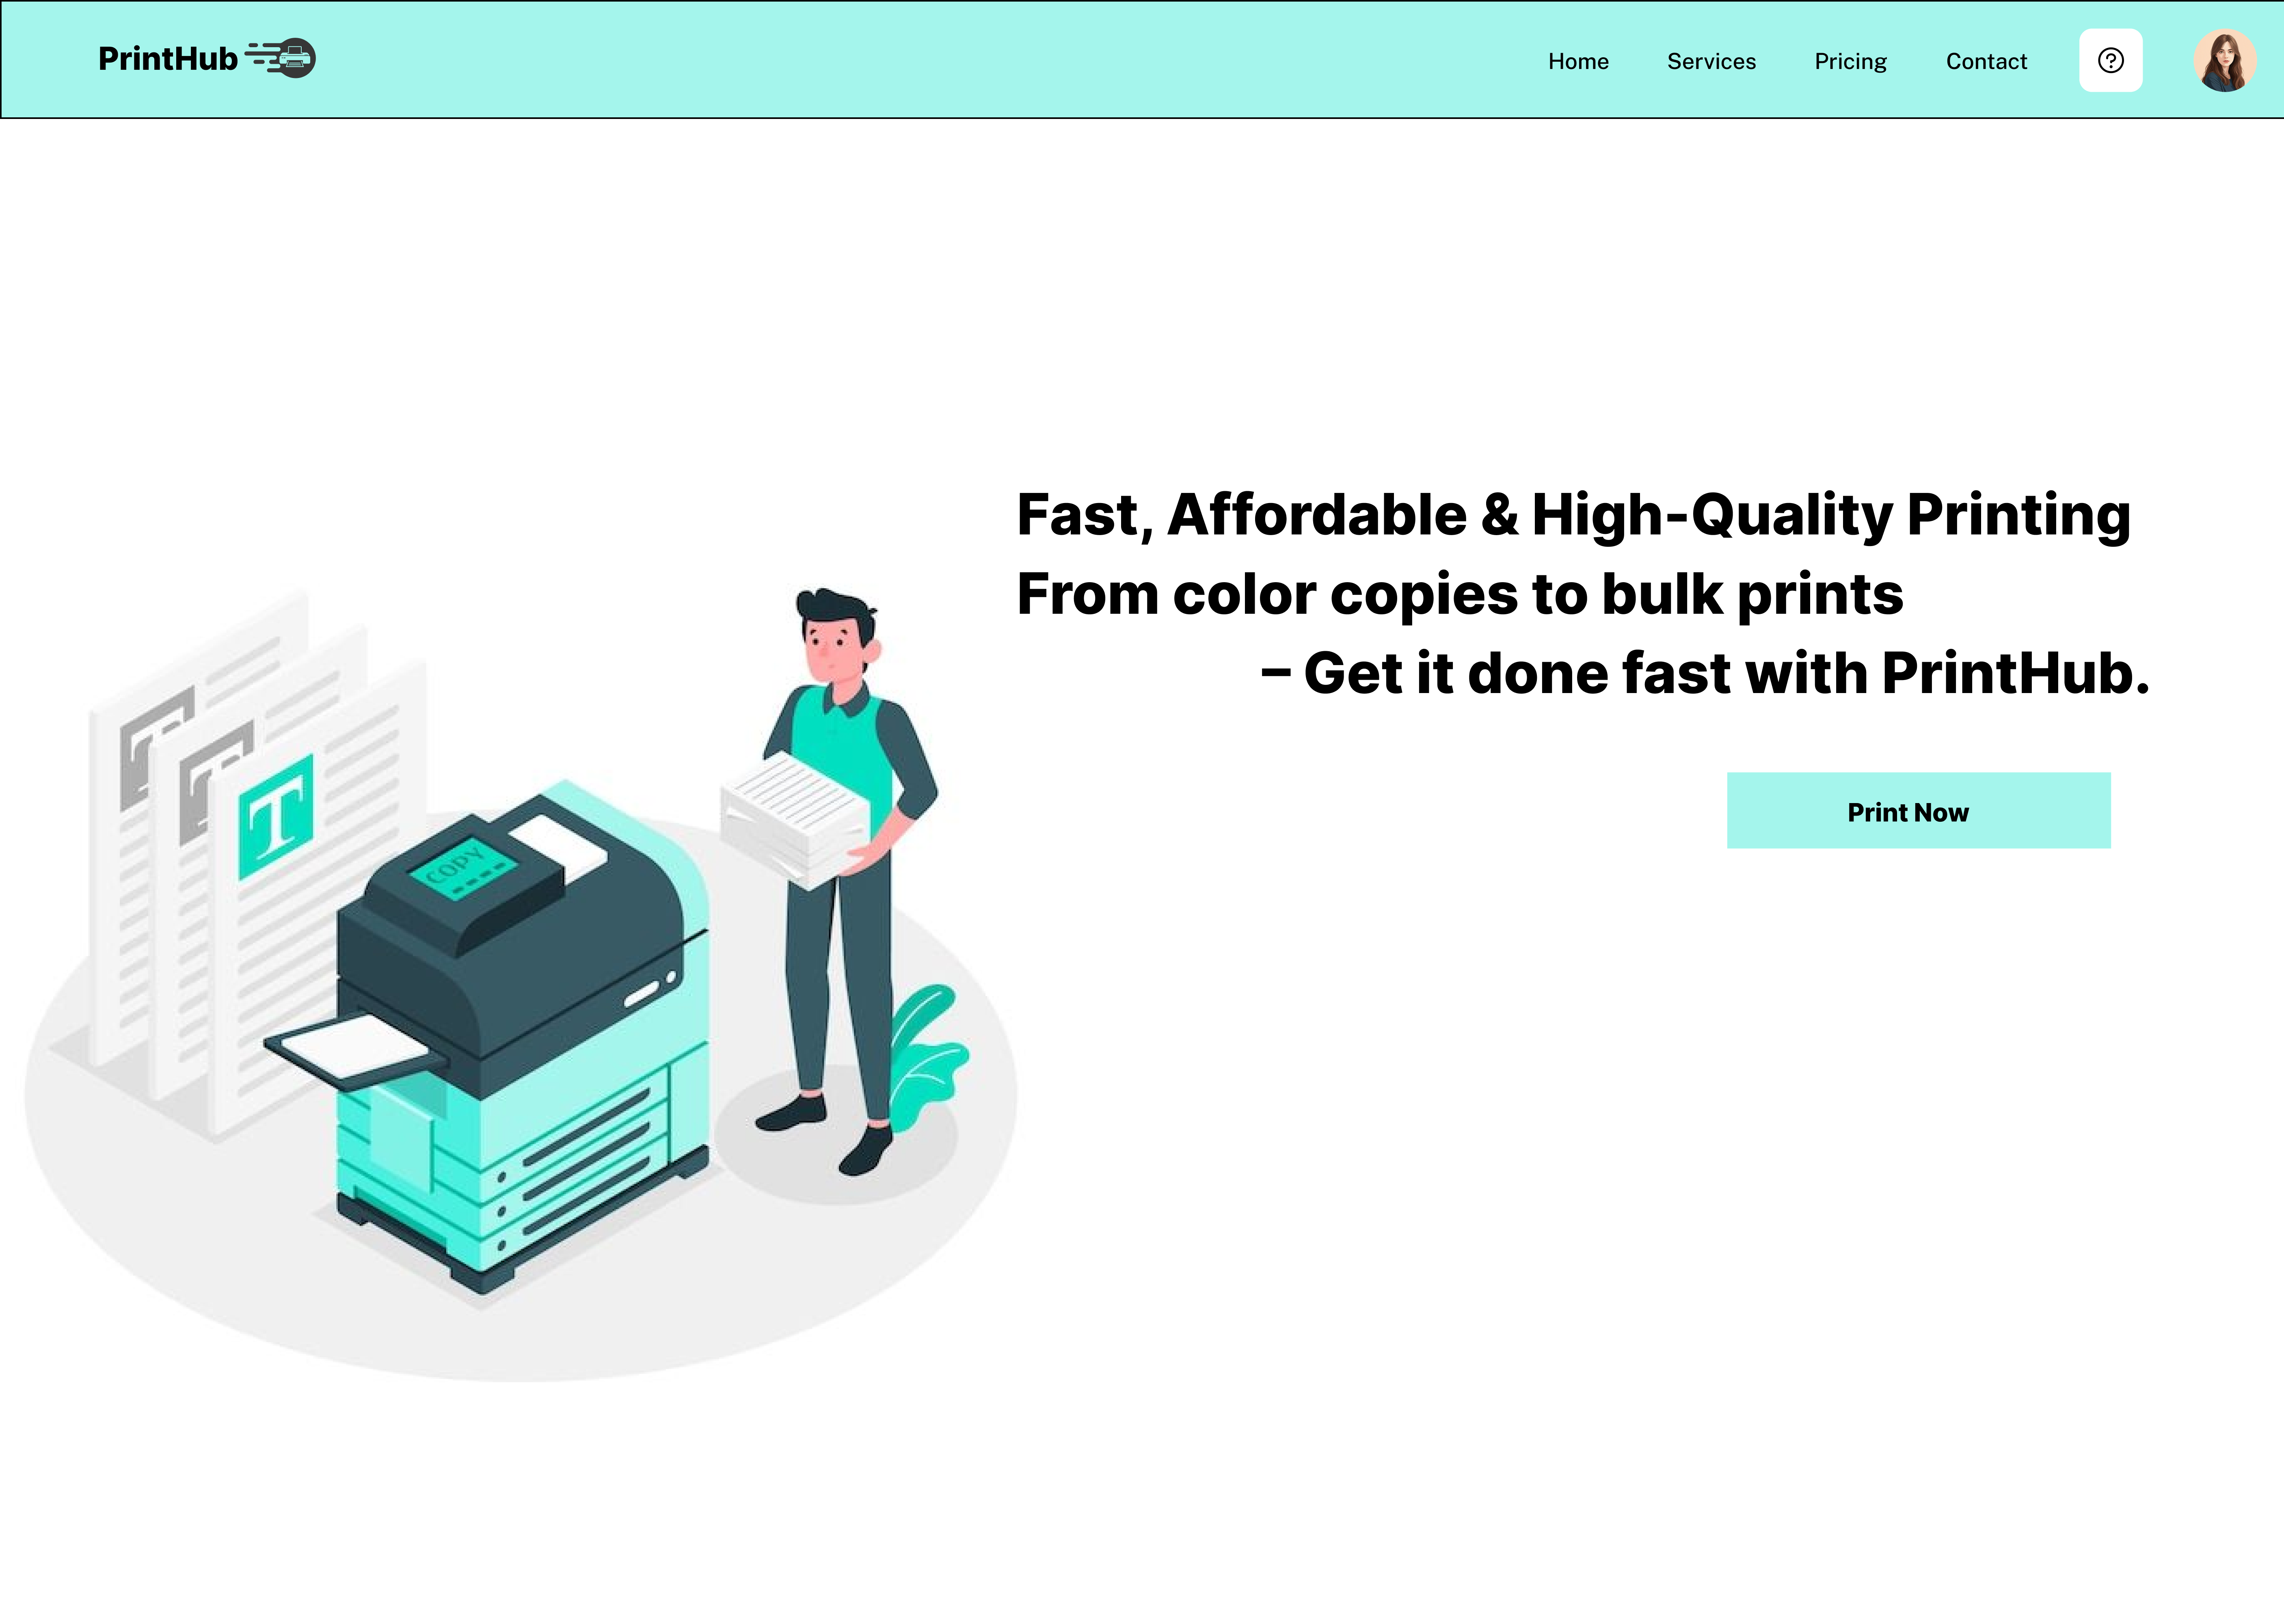 PrintHub
Home Services Pricing Contact
Fast, Affordable & High-Quality Printing
From color copies to bulk prints
– Get it done fast with PrintHub.
Print Now
T
T
T
COPY